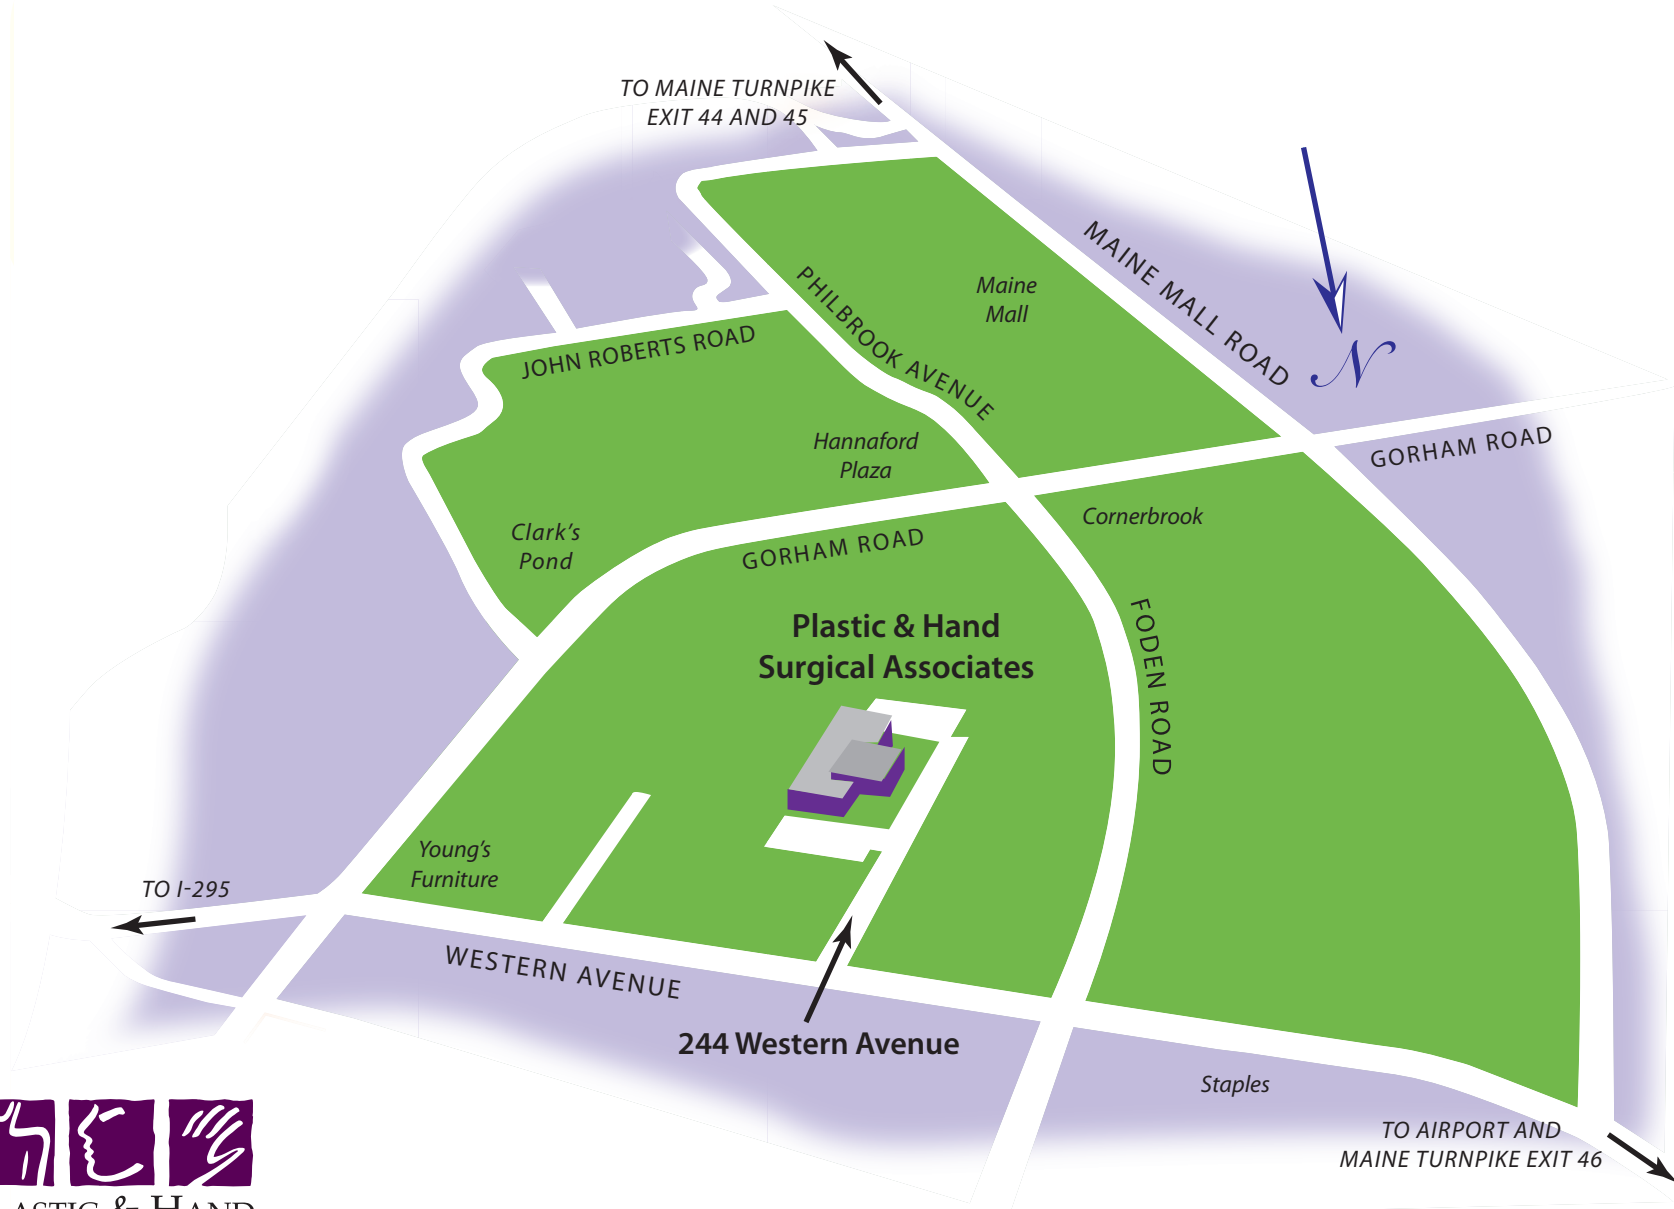 TO MAINE TURNPIKE
EXIT 44 AND 45
MAINE MALL ROAD
N
Maine
Mall
PHILBROOK AVENUE
JOHN ROBERTS ROAD
Hannaford
Plaza
GORHAM ROAD
Cornerbrook
Clark's
Pond
GORHAM ROAD
FODEN ROAD
Plastic & Hand
Surgical Associates
Young's
Furniture
TO I-295
WESTERN AVENUE
244 Western Avenue
Staples
TO AIRPORT AND
MAINE TURNPIKE EXIT 46
& HAND